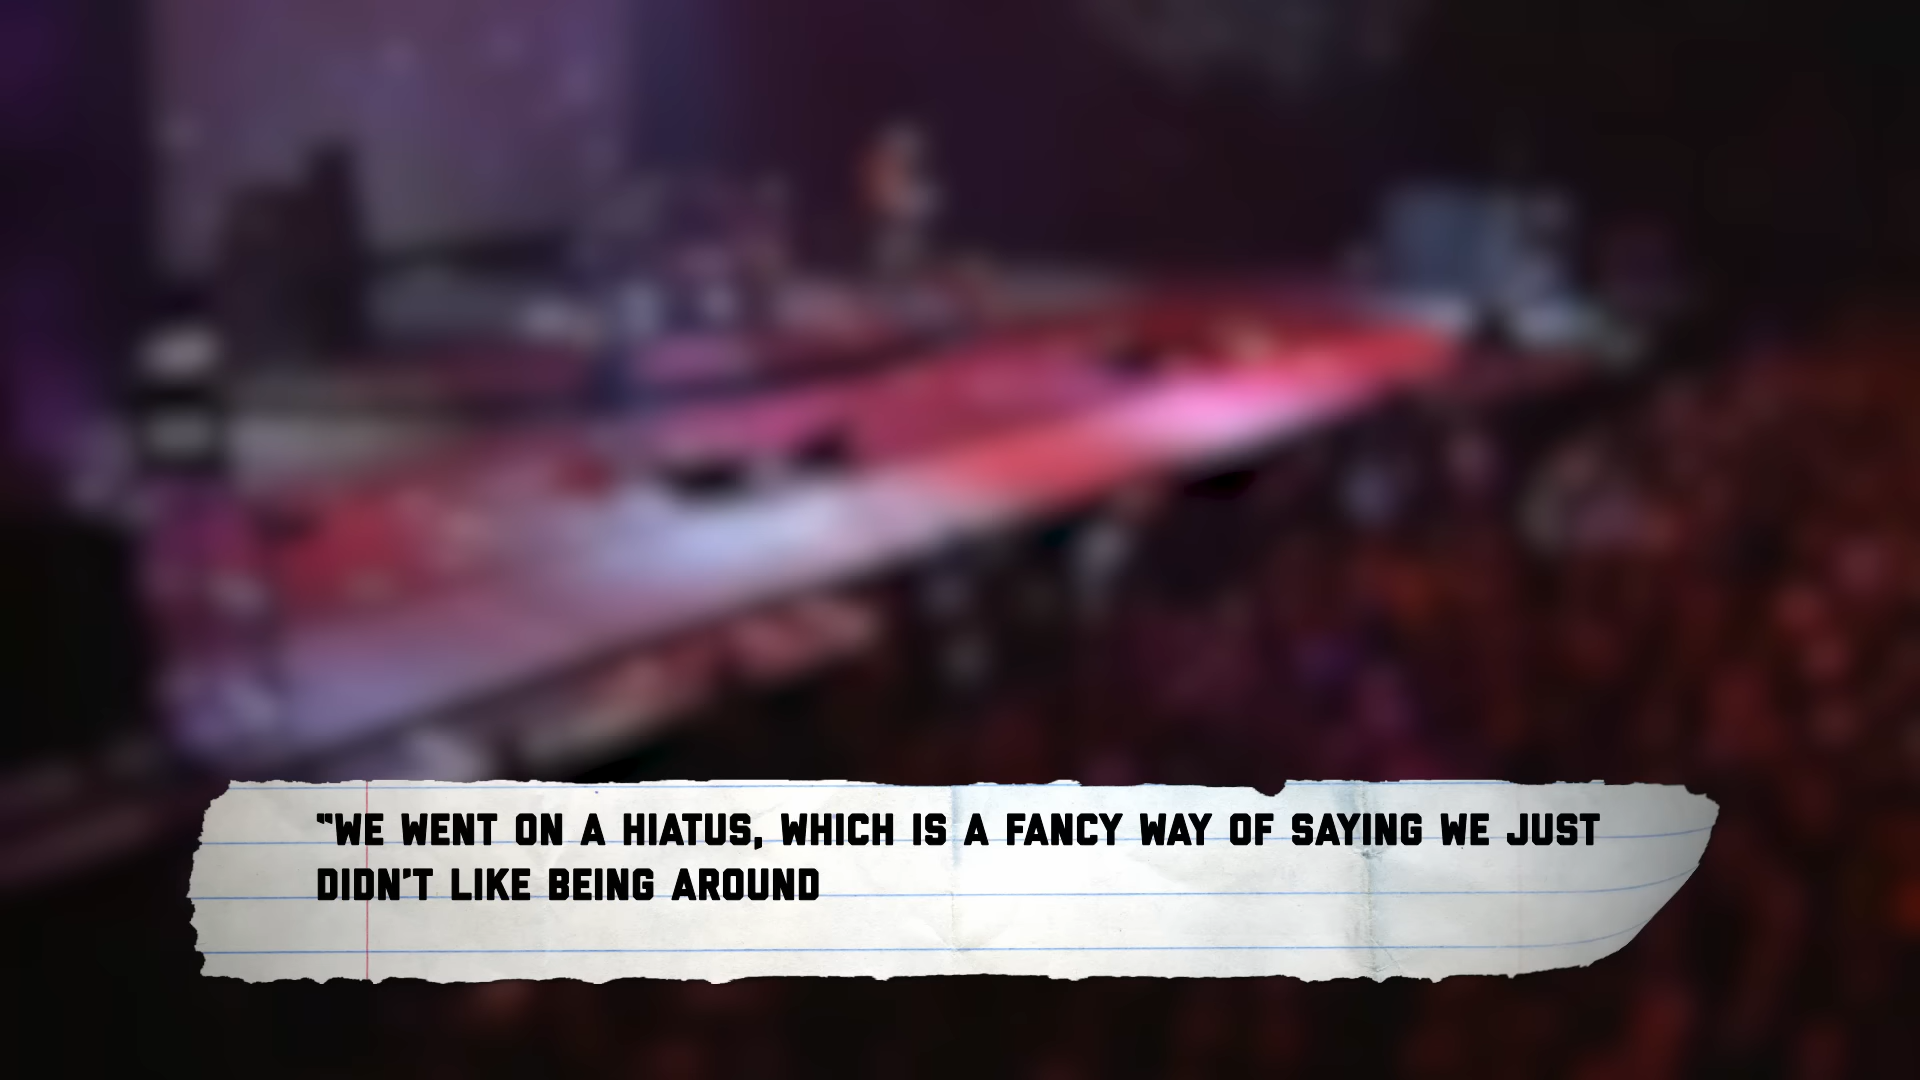 “WE WENT ON A HIATUS, WHICH IS A FANCY WAY OF SAYING WE JUST
DIDN’T LIKE BEING AROUND